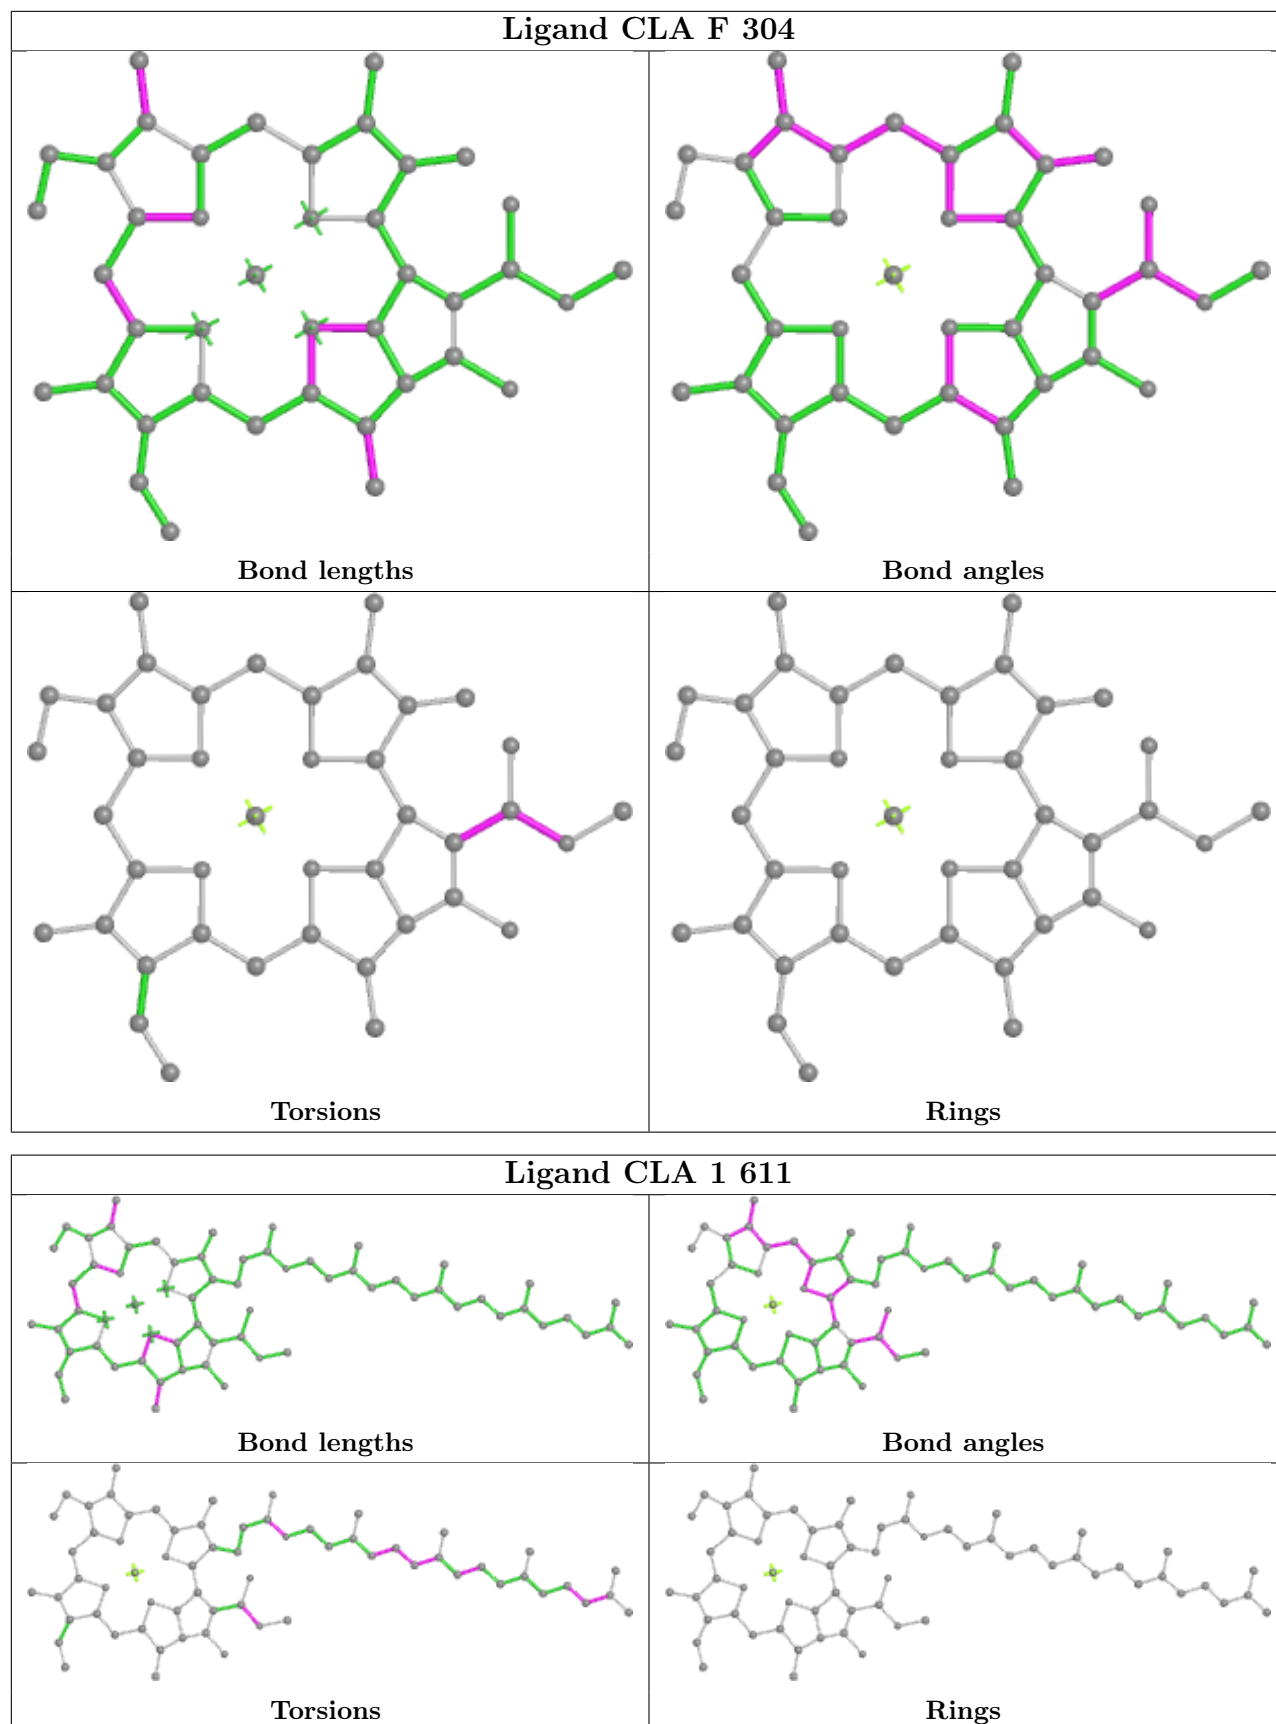 Ligand CLA F 304
Bond lengths
Bond angles
Torsions
Rings
Ligand CLA 1 611
Bond lengths
Bond angles
Torsions
Rings